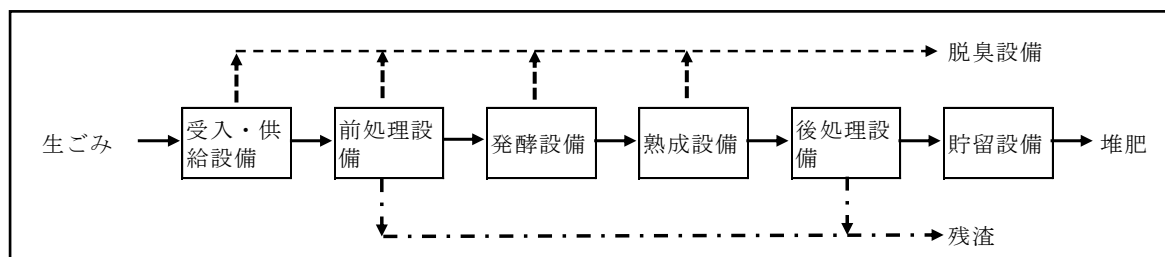 脱臭設備
生ごみ
受入・供
給設備
前処理設
備
発酵設備
熟成設備
後処理設
備
貯留設備
堆肥
残渣